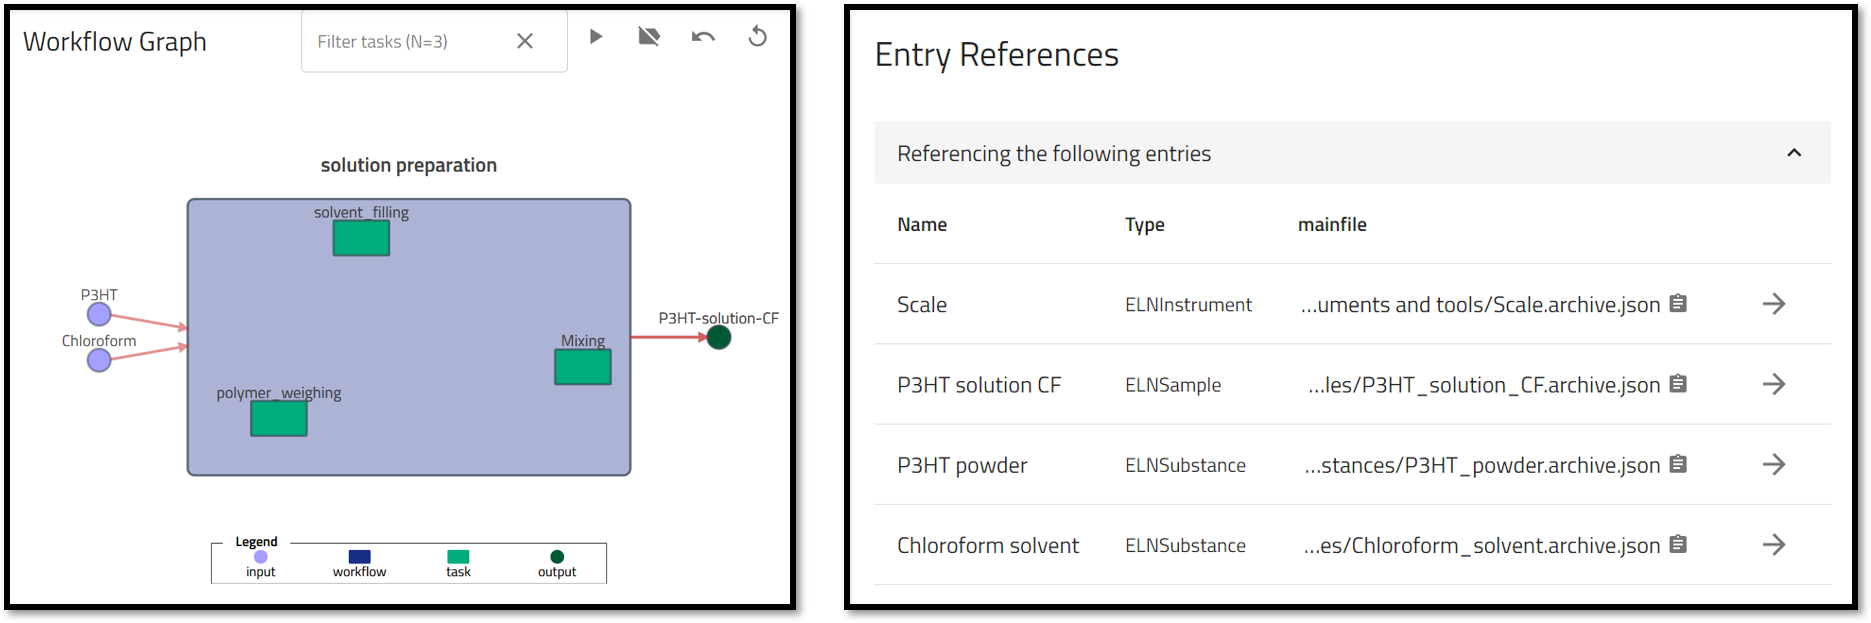 Workflow Graph
Filter tasks (N=3)
solution preparation
solvent_filling
P3HT
Chloroform
P3HT-solution-CF
Mixing
polymer_weighing
Legend
input workflow task output
Entry References
Referencing the following entries
Name Type mainfile
Scale ELNInstrument ...uments and tools/Scale.archive.json
P3HT solution CF ELNSample ...les/P3HT_solution_CF.archive.json
P3HT powder ELNSubstance ...stances/P3HT_powder.archive.json
Chloroform solvent ELNSubstance ...es/Chloroform_solvent.archive.json